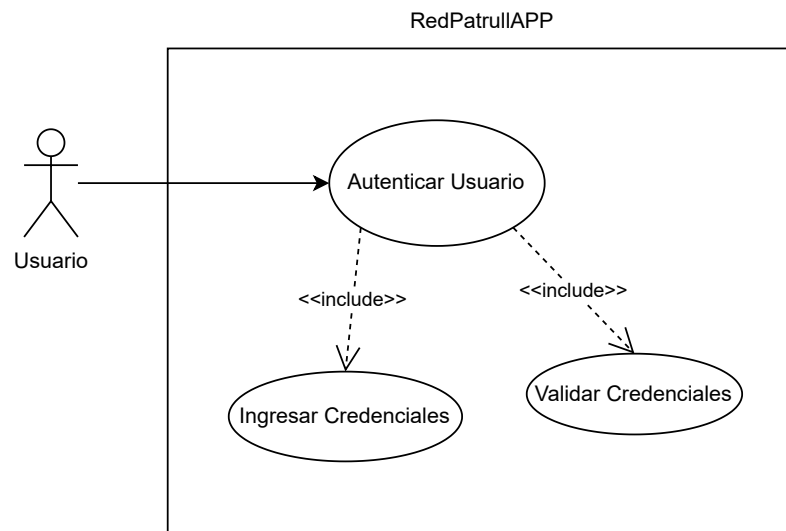 RedPatrullAPP
Autenticar Usuario
Usuario
<<include>>
<<include>>
Validar Credenciales
Ingresar Credenciales